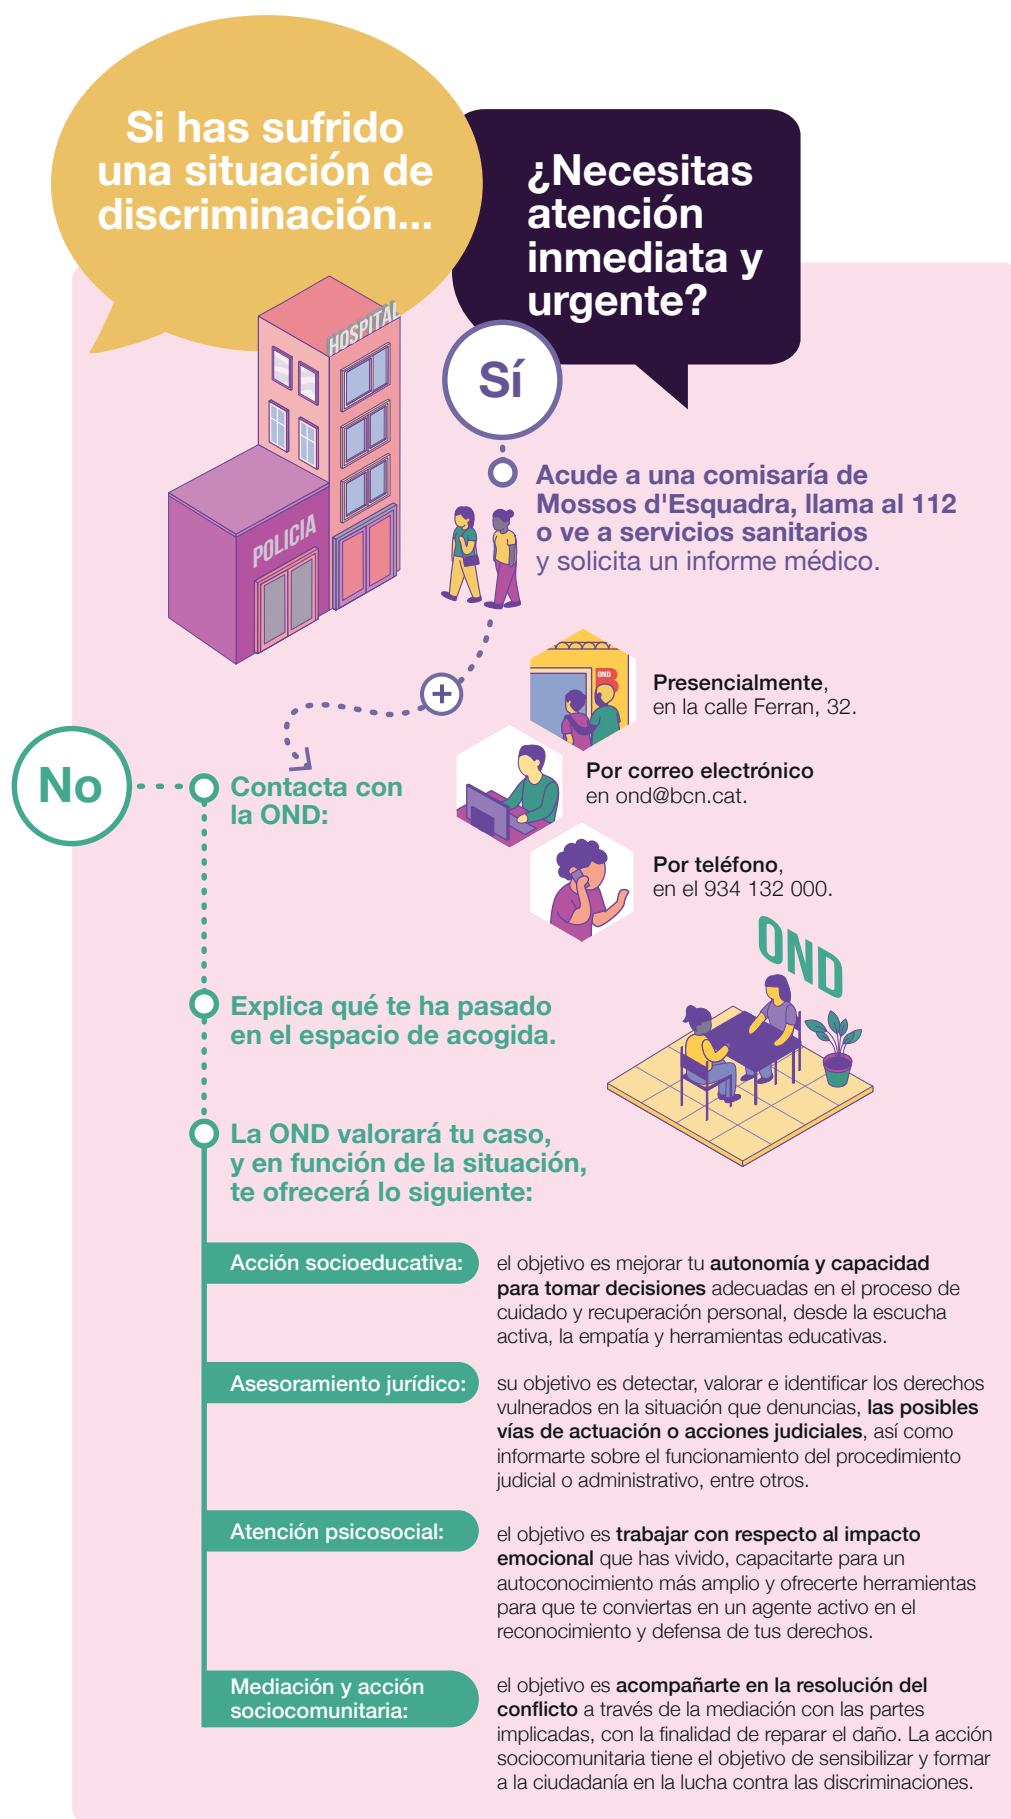 Si has sufrido
una situación de
discriminación...
¿Necesitas
atención
inmediata y
urgente?
HOSPITAL
POLICIA
Sí
Acude a una comisaría de
Mossos d'Esquadra, llama al 112
o ve a servicios sanitarios
y solicita un informe médico.
+
OND
B
Presencialmente,
en la calle Ferran, 32.
No
Contacta con
la OND:
Por correo electrónico
en ond@bcn.cat.
Por teléfono,
en el 934 132 000.
OND
Explica qué te ha pasado
en el espacio de acogida.
La OND valorará tu caso,
y en función de la situación,
te ofrecerá lo siguiente:
Acción socioeducativa:
el objetivo es mejorar tu autonomía y capacidad
para tomar decisiones adecuadas en el proceso de
cuidado y recuperación personal, desde la escucha
activa, la empatía y herramientas educativas.
Asesoramiento jurídico:
su objetivo es detectar, valorar e identificar los derechos
vulnerados en la situación que denuncias, las posibles
vías de actuación o acciones judiciales, así como
informarte sobre el funcionamiento del procedimiento
judicial o administrativo, entre otros.
Atención psicosocial:
el objetivo es trabajar con respecto al impacto
emocional que has vivido, capacitarte para un
autoconocimiento más amplio y ofrecerte herramientas
para que te conviertas en un agente activo en el
reconocimiento y defensa de tus derechos.
Mediación y acción
sociocomunitaria:
el objetivo es acompañarte en la resolución del
conflicto a través de la mediación con las partes
implicadas, con la finalidad de reparar el daño. La acción
sociocomunitaria tiene el objetivo de sensibilizar y formar
a la ciudadanía en la lucha contra las discriminaciones.